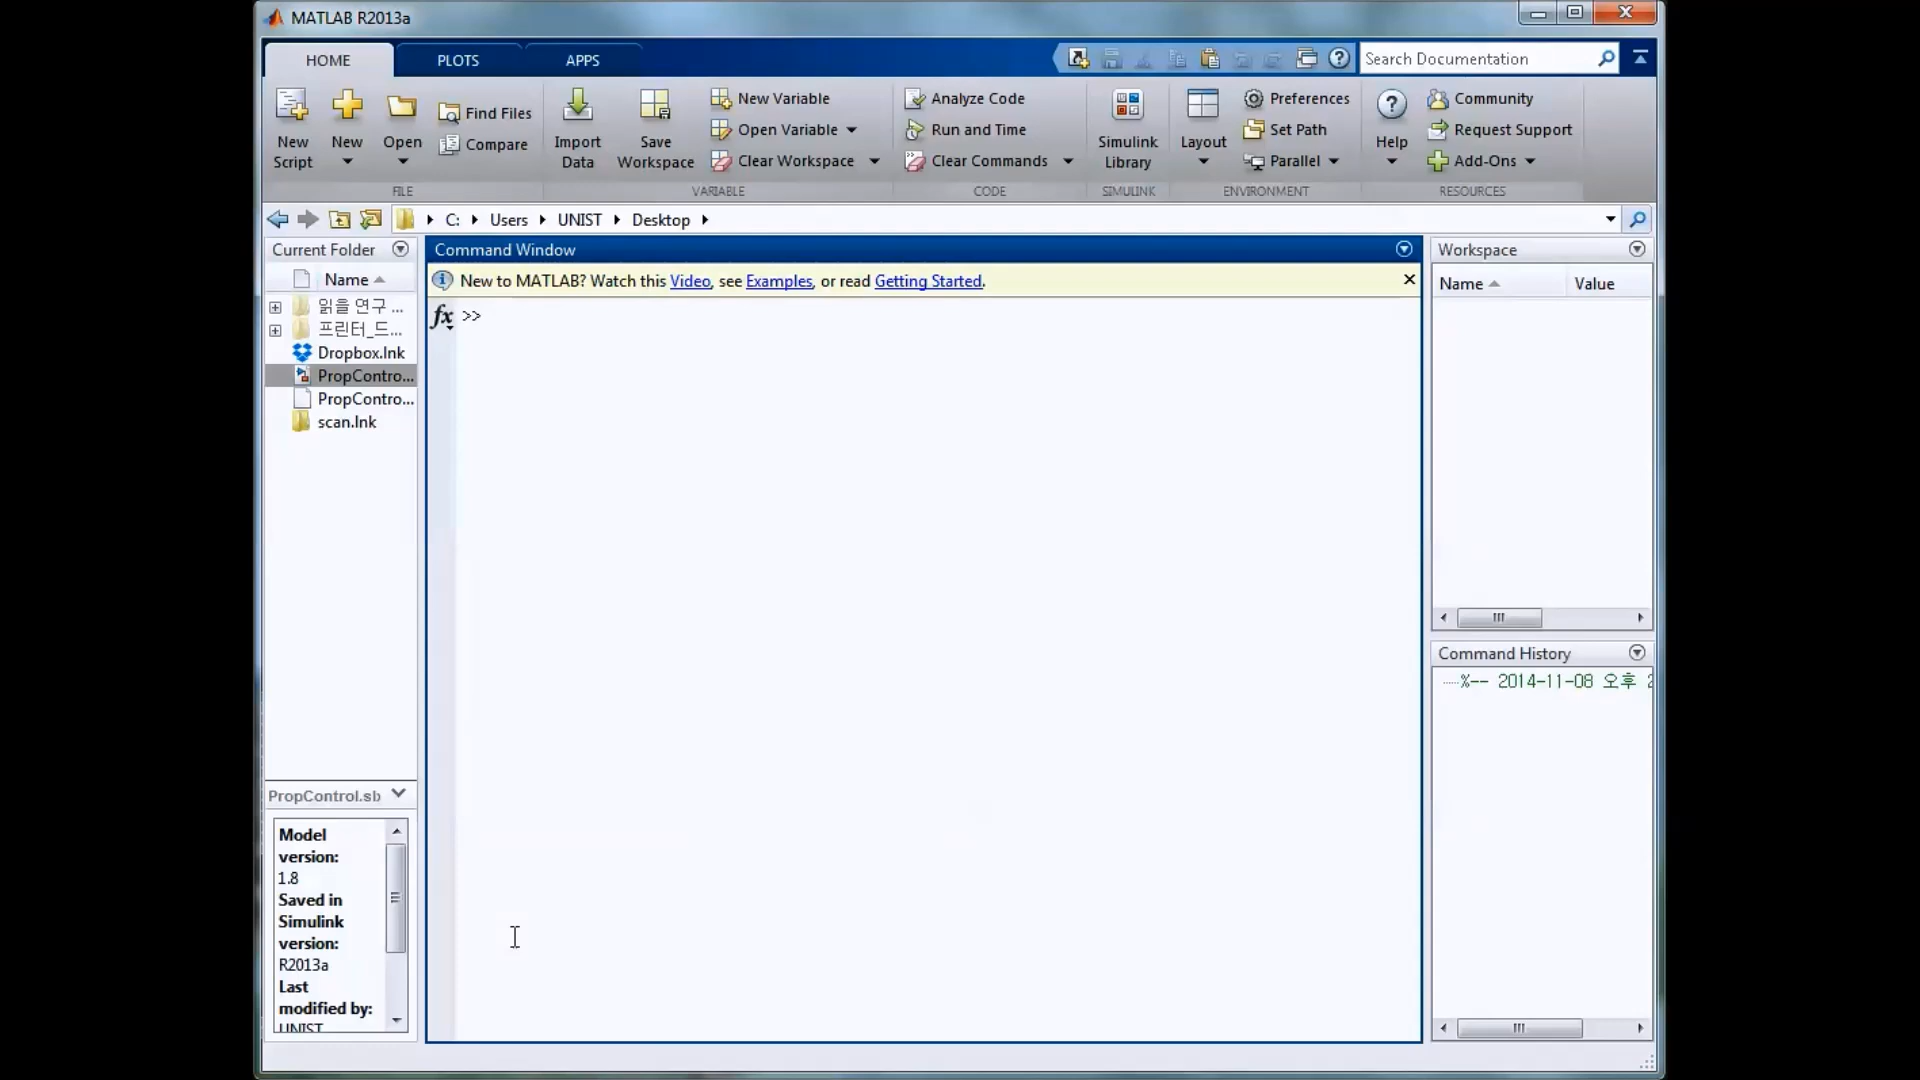 MATLAB R2013a
HOME
PLOTS
APPS
Search Documentation
New Script
New
Open
Find Files
Compare
FILE
Import Data
Save Workspace
New Variable
Open Variable
Clear Workspace
VARIABLE
Analyze Code
Run and Time
Clear Commands
CODE
Simulink Library
SIMULINK
Layout
Preferences
Set Path
Parallel
ENVIRONMENT
Help
Community
Request Support
Add-Ons
RESOURCES
C: Users UNIST Desktop
Current Folder
Name
읽을 연구 ...
프린터_드...
Dropbox.lnk
PropContro...
PropContro...
scan.lnk
PropControl.sb
Model
version:
1.8
Saved in
Simulink
version:
R2013a
Last
modified by:
UNIST
Command Window
New to MATLAB? Watch this Video, see Examples, or read Getting Started.
fx >>
Workspace
Name Value
Command History
%-- 2014-11-08 오후